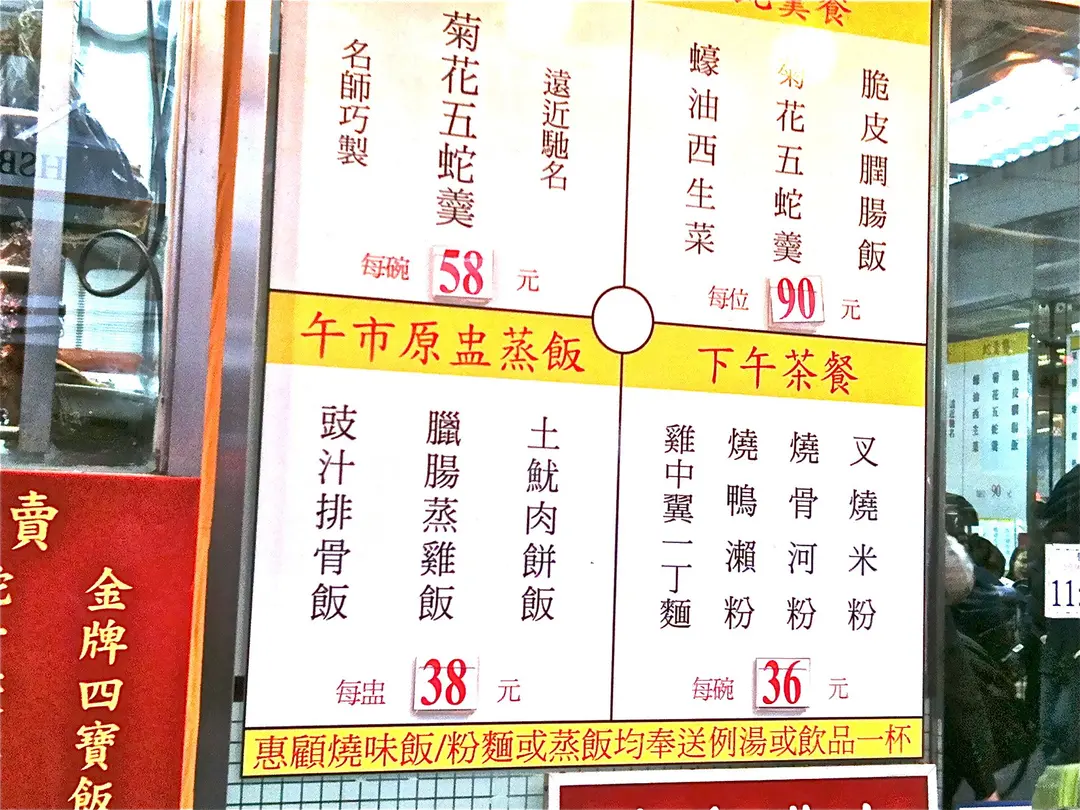 遠近馳名
菊花五蛇羹
名師巧製
每碗 58 元
羹餐
脆皮膶腸飯
菊花五蛇羹
蠔油西生菜
每位 90 元
午市原盅蒸飯
土魷肉餅飯
臘腸蒸雞飯
豉汁排骨飯
每盅 38 元
下午茶餐
叉燒米粉
燒骨河粉
燒鴨瀨粉
雞中翼一丁麵
每碗 36 元
惠顧燒味飯/粉麵或蒸飯均奉送例湯或飲品一杯
金牌四寶飯
賣
HSB
11: